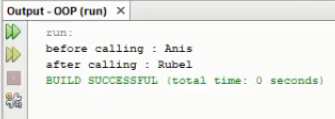 Output - OOP (run) ×
run:
before calling : Anis
after calling : Rubel
BUILD SUCCESSFUL (total time: 0 seconds)